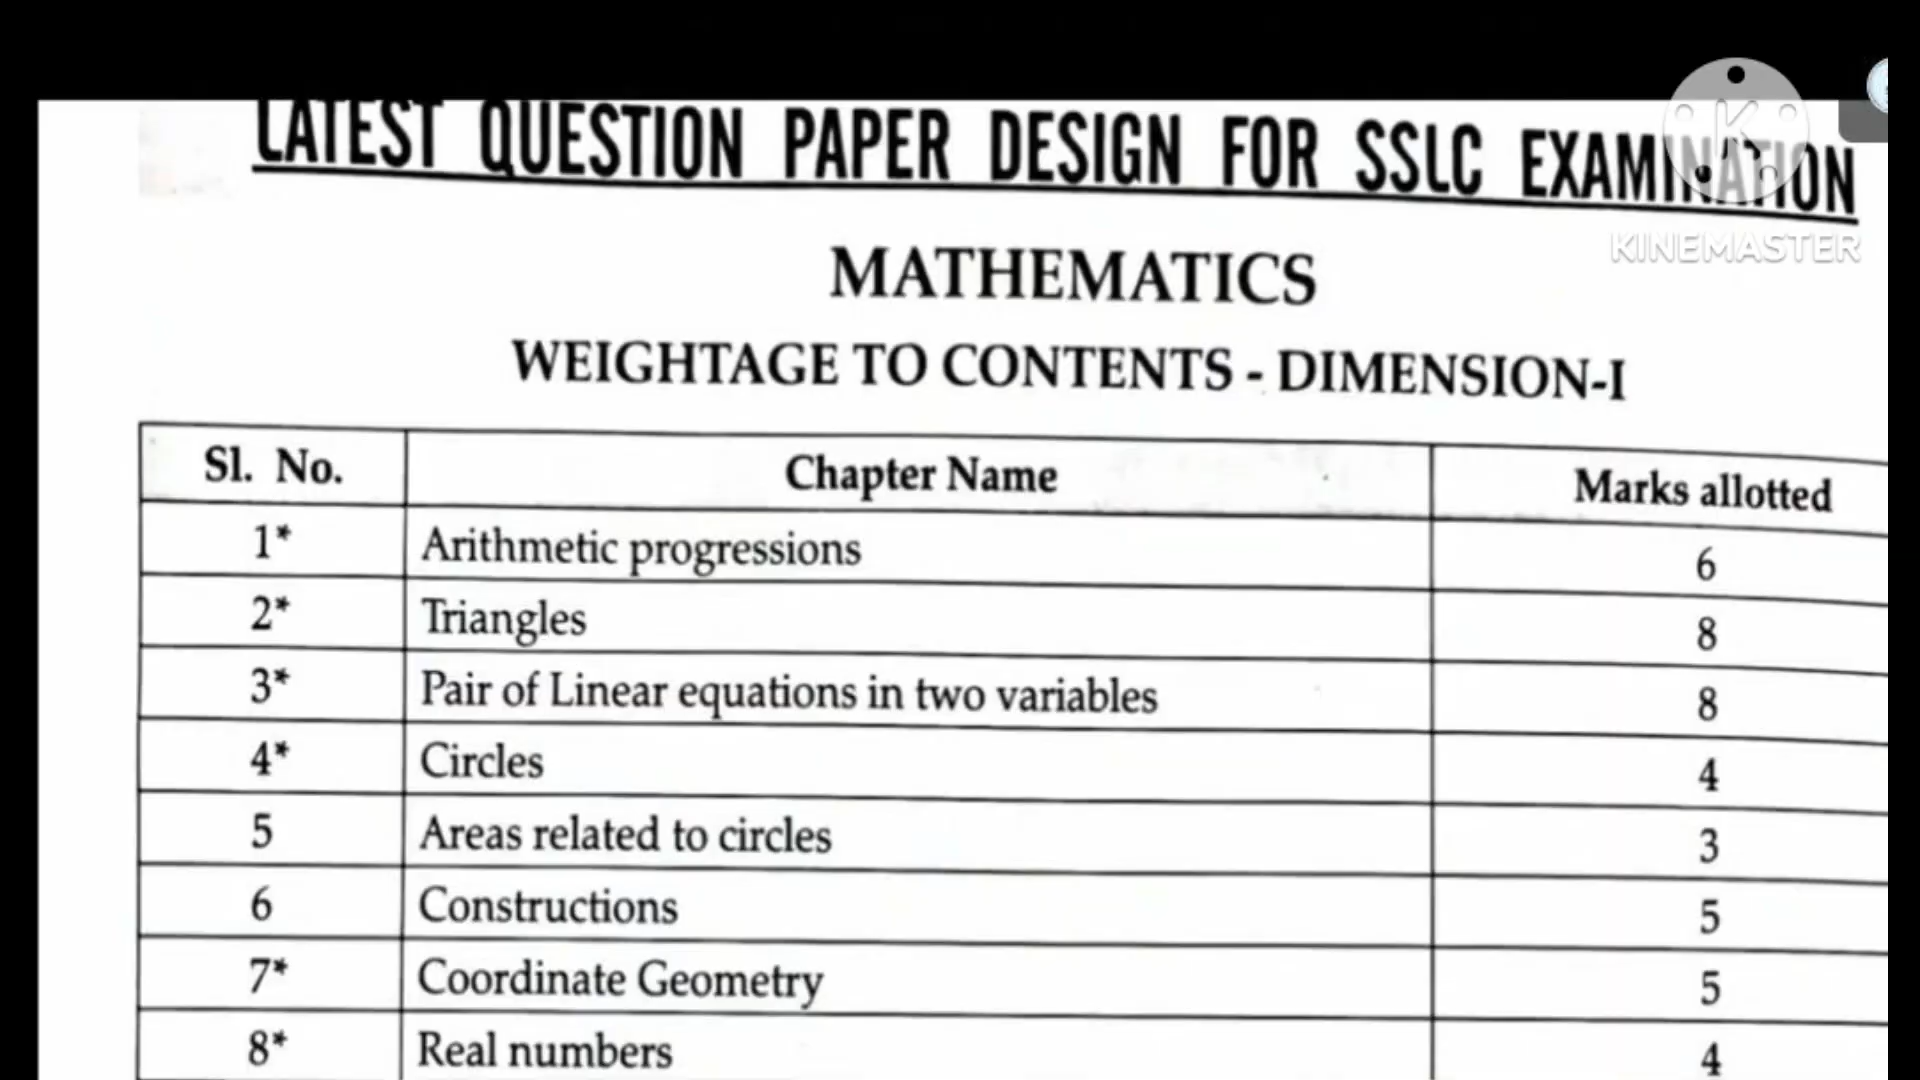 LATEST QUESTION PAPER DESIGN FOR SSLC EXAMINATION
KINEMASTER
MATHEMATICS
WEIGHTAGE TO CONTENTS - DIMENSION-I
Sl. No. Chapter Name Marks allotted
1* Arithmetic progressions 6
2* Triangles 8
3* Pair of Linear equations in two variables 8
4* Circles 4
5 Areas related to circles 3
6 Constructions 5
7* Coordinate Geometry 5
8* Real numbers 4